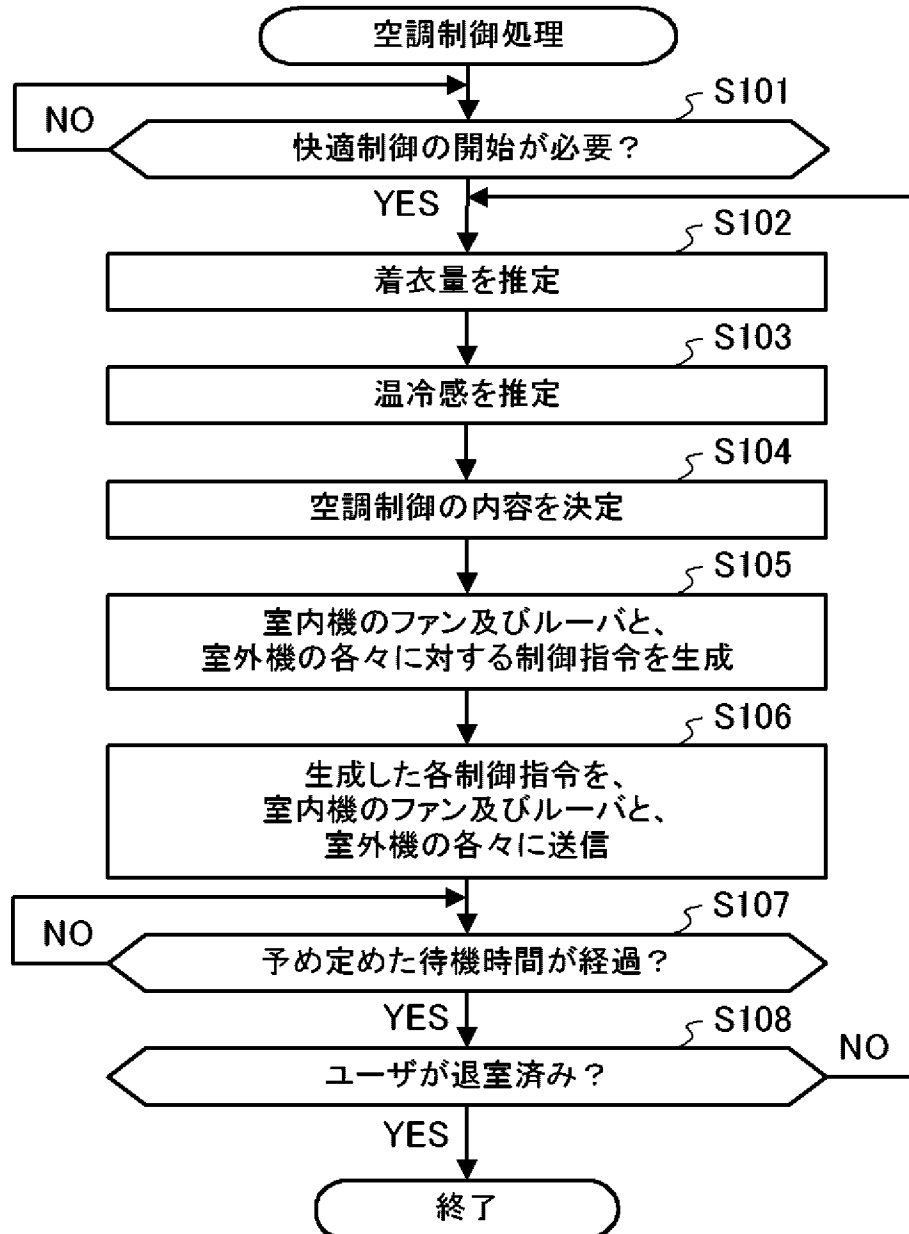 空調制御処理
S101
NO
快適制御の開始が必要？
YES
S102
着衣量を推定
S103
温冷感を推定
S104
空調制御の内容を決定
S105
室内機のファン及びルーバと、
室外機の各々に対する制御指令を生成
S106
生成した各制御指令を、
室内機のファン及びルーバと、
室外機の各々に送信
S107
NO
予め定めた待機時間が経過？
YES
S108
NO
ユーザが退室済み？
YES
終了